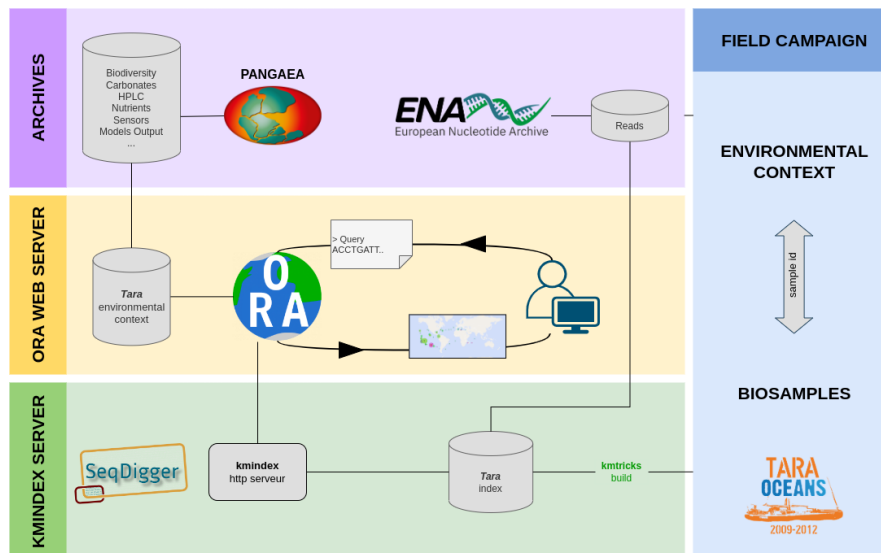 ARCHIVES
Biodiversity
Carbonates
HPLC
Nutrients
Sensors
Models Output
...
PANGAEA
ENA
European Nucleotide Archive
Reads
FIELD CAMPAIGN
ENVIRONMENTAL
CONTEXT
sample id
BIOSAMPLES
TARA
OCEANS
2009-2012
ORA WEB SERVER
Tara
environmental
context
O
RA
> Query
ACCTGATT..
KMINDEX SERVER
SeqDigger
kmindex
http serveur
Tara
index
kmtricks
build